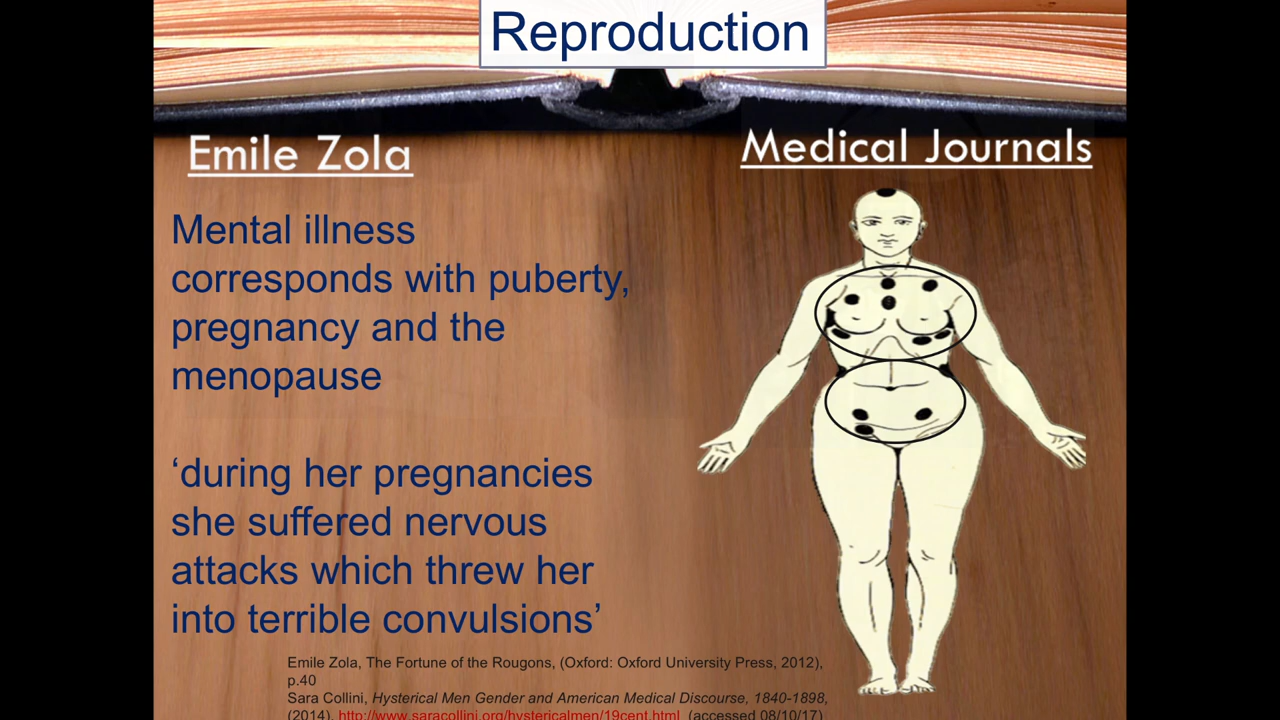 Reproduction
Emile Zola
Medical Journals
Mental illness
corresponds with puberty,
pregnancy and the
menopause
‘during her pregnancies
she suffered nervous
attacks which threw her
into terrible convulsions’
Emile Zola, The Fortune of the Rougons, (Oxford: Oxford University Press, 2012),
p.40
Sara Collini, Hysterical Men Gender and American Medical Discourse, 1840-1898,
(2014), http://www.saracollini.org/hystericalmen/19cent.html (accessed 08/10/17)